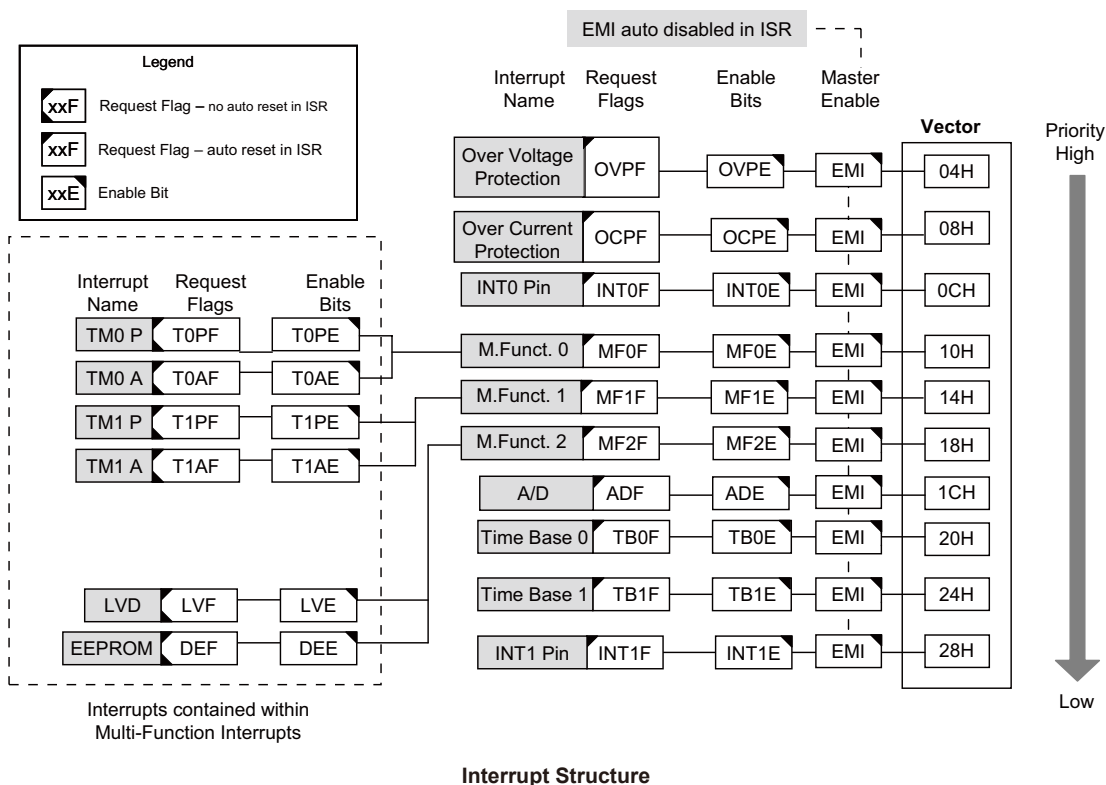 EMI auto disabled in ISR
Legend
xxF Request Flag – no auto reset in ISR
xxF Request Flag – auto reset in ISR
xxE Enable Bit
Interrupt Name
Request Flags
Enable Bits
Master Enable
Vector
Priority High
Over Voltage Protection OVPF OVPE EMI 04H
Over Current Protection OCPF OCPE EMI 08H
INT0 Pin INT0F INT0E EMI 0CH
M.Funct. 0 MF0F MF0E EMI 10H
M.Funct. 1 MF1F MF1E EMI 14H
M.Funct. 2 MF2F MF2E EMI 18H
A/D ADF ADE EMI 1CH
Time Base 0 TB0F TB0E EMI 20H
Time Base 1 TB1F TB1E EMI 24H
INT1 Pin INT1F INT1E EMI 28H
Low
Interrupt Name
Request Flags
Enable Bits
TM0 P T0PF T0PE
TM0 A T0AF T0AE
TM1 P T1PF T1PE
TM1 A T1AF T1AE
LVD LVF LVE
EEPROM DEF DEE
Interrupts contained within
Multi-Function Interrupts
Interrupt Structure